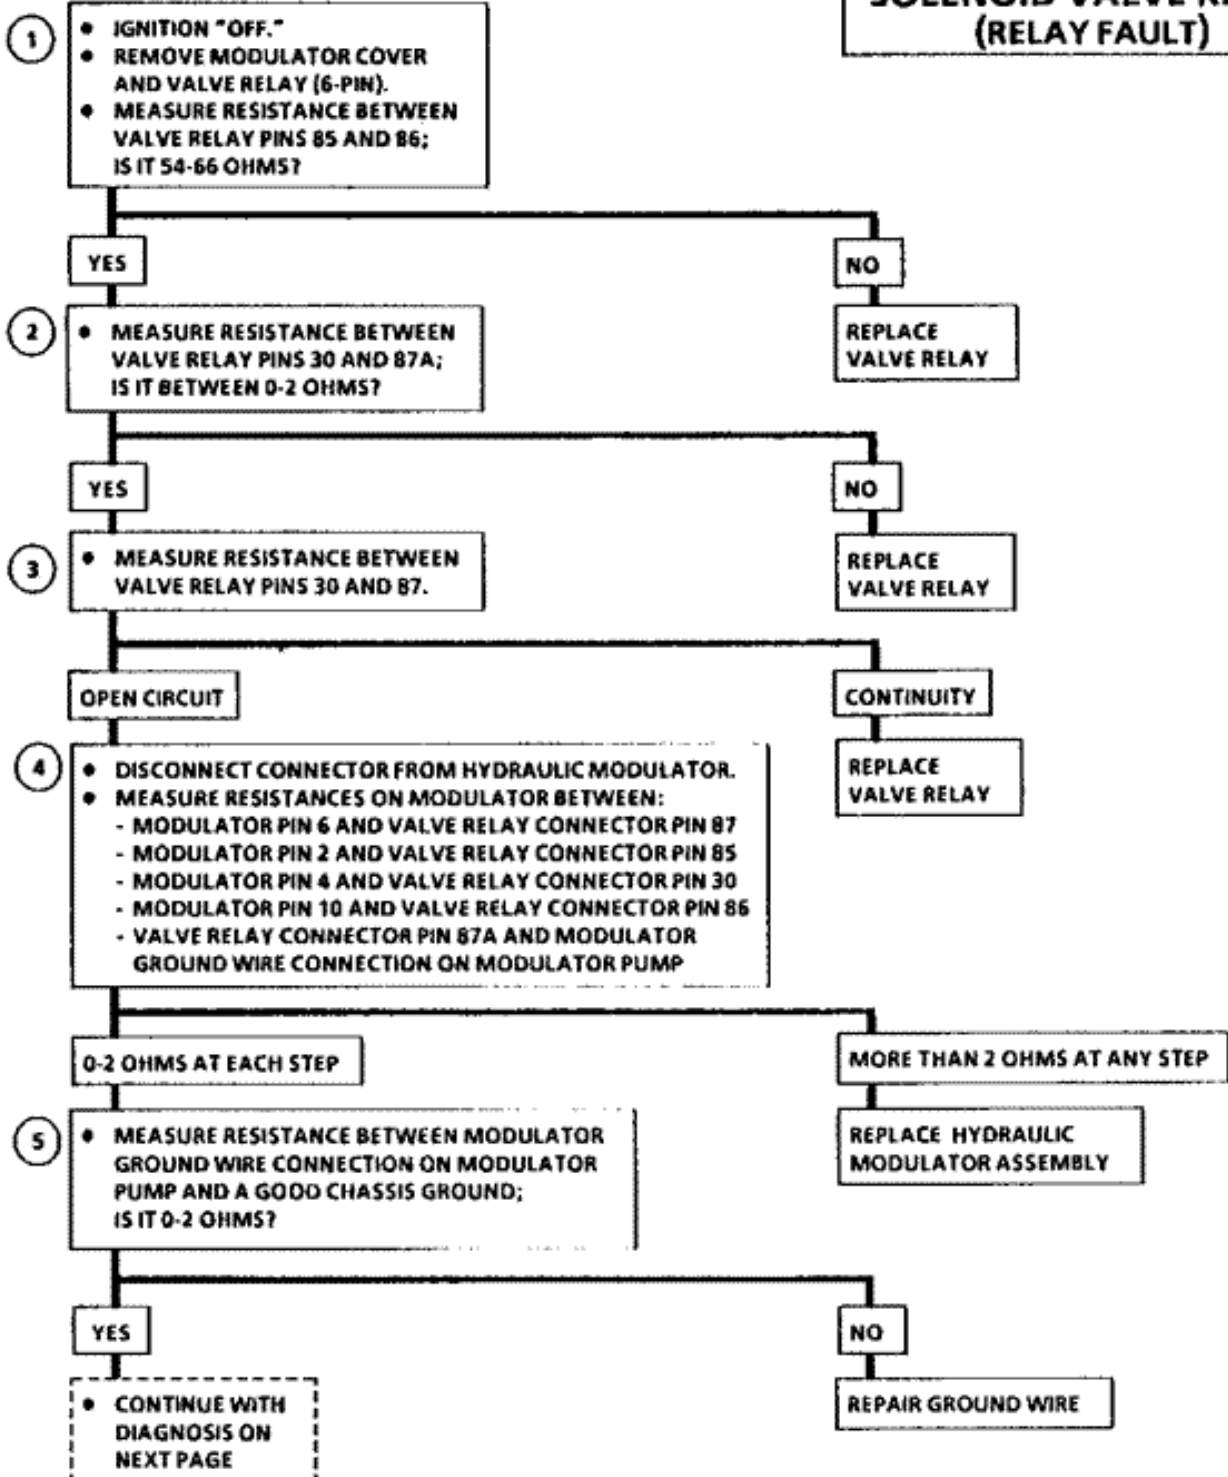 SOLENOID VALVE RE
(RELAY FAULT)
1
● IGNITION "OFF."
● REMOVE MODULATOR COVER
AND VALVE RELAY (6-PIN).
● MEASURE RESISTANCE BETWEEN
VALVE RELAY PINS 85 AND 86;
IS IT 54-66 OHMS?
YES
NO
2
● MEASURE RESISTANCE BETWEEN
VALVE RELAY PINS 30 AND 87A;
IS IT BETWEEN 0-2 OHMS?
REPLACE
VALVE RELAY
YES
NO
3
● MEASURE RESISTANCE BETWEEN
VALVE RELAY PINS 30 AND 87.
REPLACE
VALVE RELAY
OPEN CIRCUIT
CONTINUITY
4
● DISCONNECT CONNECTOR FROM HYDRAULIC MODULATOR.
● MEASURE RESISTANCES ON MODULATOR BETWEEN:
- MODULATOR PIN 6 AND VALVE RELAY CONNECTOR PIN 87
- MODULATOR PIN 2 AND VALVE RELAY CONNECTOR PIN 85
- MODULATOR PIN 4 AND VALVE RELAY CONNECTOR PIN 30
- MODULATOR PIN 10 AND VALVE RELAY CONNECTOR PIN 86
- VALVE RELAY CONNECTOR PIN 87A AND MODULATOR
GROUND WIRE CONNECTION ON MODULATOR PUMP
REPLACE
VALVE RELAY
0-2 OHMS AT EACH STEP
MORE THAN 2 OHMS AT ANY STEP
5
● MEASURE RESISTANCE BETWEEN MODULATOR
GROUND WIRE CONNECTION ON MODULATOR
PUMP AND A GOOD CHASSIS GROUND;
IS IT 0-2 OHMS?
REPLACE HYDRAULIC
MODULATOR ASSEMBLY
YES
NO
● CONTINUE WITH
DIAGNOSIS ON
NEXT PAGE
REPAIR GROUND WIRE